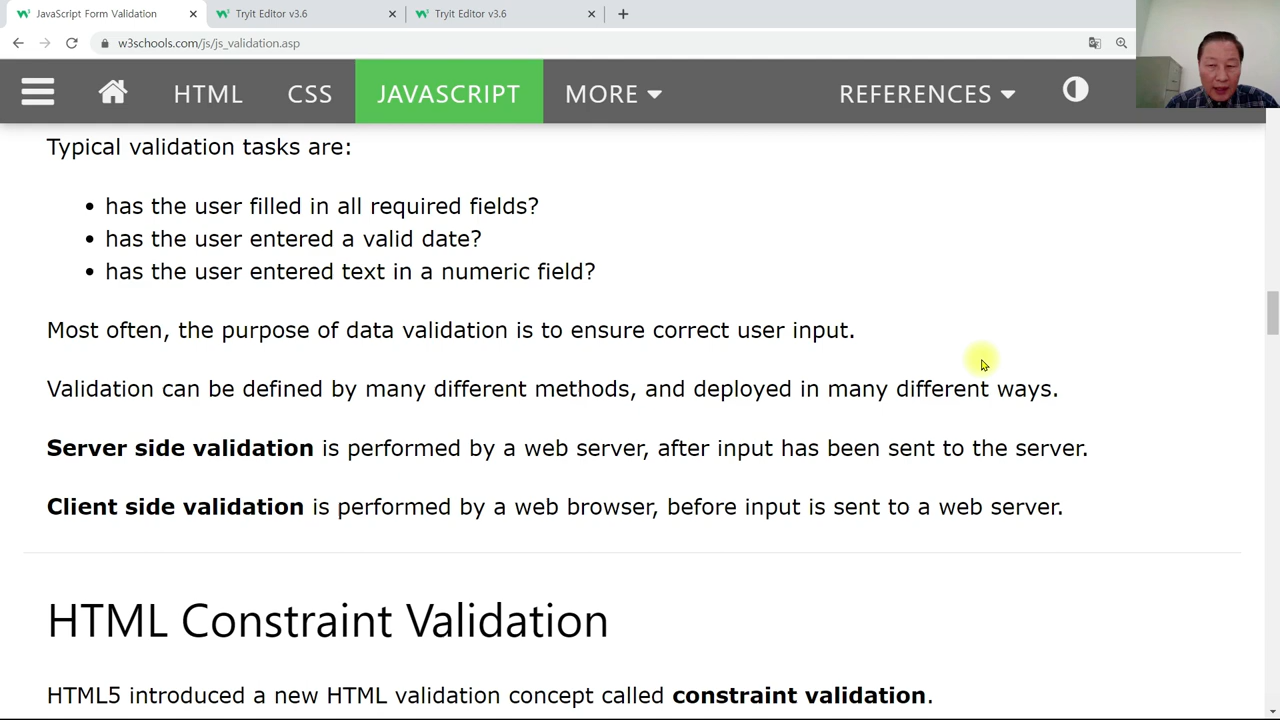 JavaScript Form Validation
Tryit Editor v3.6
Tryit Editor v3.6
w3schools.com/js/js_validation.asp
HTML CSS JAVASCRIPT MORE REFERENCES
Typical validation tasks are:
• has the user filled in all required fields?
• has the user entered a valid date?
• has the user entered text in a numeric field?
Most often, the purpose of data validation is to ensure correct user input.
Validation can be defined by many different methods, and deployed in many different ways.
Server side validation is performed by a web server, after input has been sent to the server.
Client side validation is performed by a web browser, before input is sent to a web server.
HTML Constraint Validation
HTML5 introduced a new HTML validation concept called constraint validation.